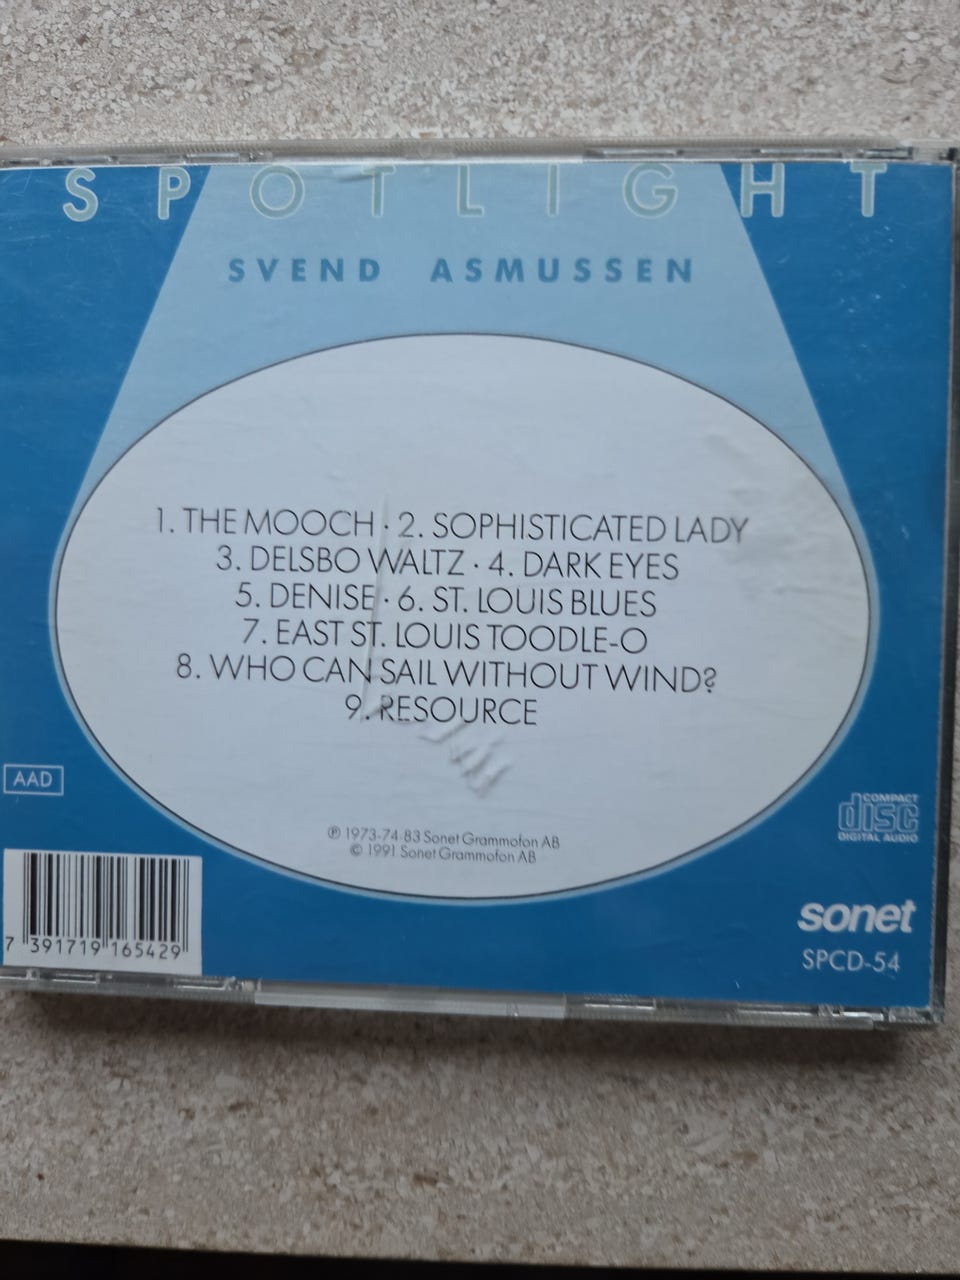 SPOTLIGHT
SVEND ASMUSSEN
1. THE MOOCH · 2. SOPHISTICATED LADY
3. DELSBO WALTZ · 4. DARK EYES
5. DENISE · 6. ST. LOUIS BLUES
7. EAST ST. LOUIS TOODLE-O
8. WHO CAN SAIL WITHOUT WIND?
9. RESOURCE
℗ 1973-74-83 Sonet Grammofon AB
© 1991 Sonet Grammofon AB
AAD
7 391719 165429
COMPACT
disc
DIGITAL AUDIO
sonet
SPCD-54